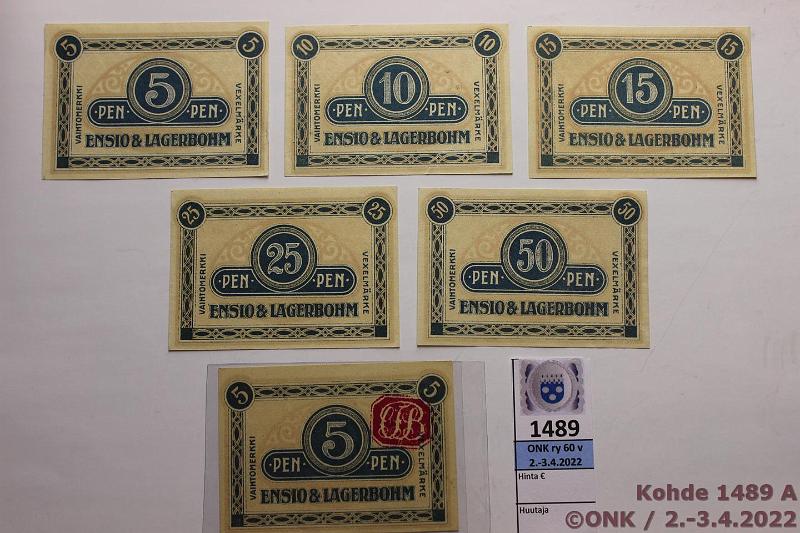 5 5
VAIHTOMERKKI
5
PEN PEN
VEXELMÄRKE
ENSIO & LAGERBOHM
10 10
VAIHTOMERKKI
10
PEN PEN
VEXELMÄRKE
ENSIO & LAGERBOHM
15 15
VAIHTOMERKKI
15
PEN PEN
VEXELMÄRKE
ENSIO & LAGERBOHM
25 25
VAIHTOMERKKI
25
PEN PEN
VEXELMÄRKE
ENSIO & LAGERBOHM
50 50
VAIHTOMERKKI
50
PEN PEN
VEXELMÄRKE
ENSIO & LAGERBOHM
5 5
VAIHTOMERKKI
5
PEN PEN
VEXELMÄRKE
ENSIO & LAGERBOHM
1489
ONK ry 60 v
2.-3.4.2022
Hinta €
Huutaja
Kohde 1489 A
©ONK / 2.-3.4.2022